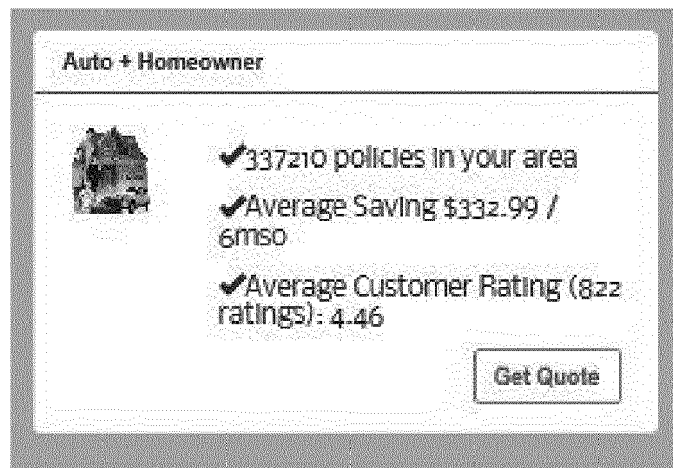 Auto + Homeowner
✔337210 policies in your area
✔Average Saving $332.99 /
6mso
✔Average Customer Rating (822
ratings): 4.46
Get Quote